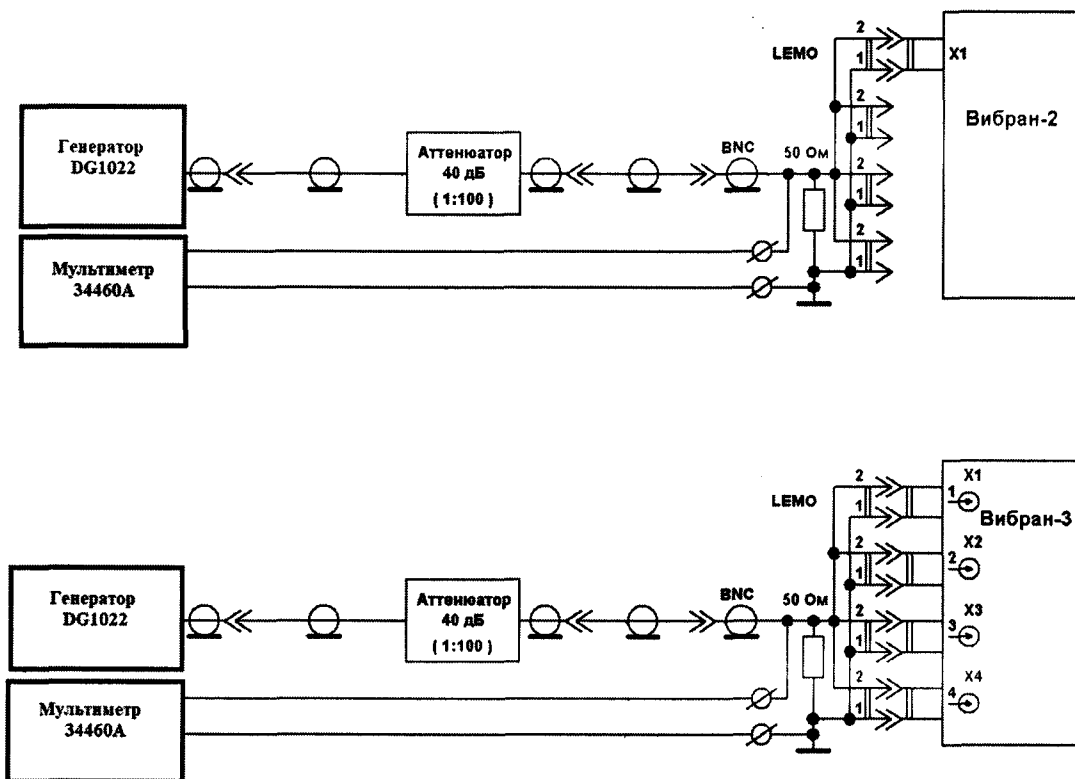 Генератор
DG1022
Мультиметр
34460А
Аттенюатор
40 дБ
( 1:100 )
BNC
50 Ом
LEMO
2
1
2
1
2
1
2
1
X1
Вибран-2
Генератор
DG1022
Мультиметр
34460А
Аттенюатор
40 дБ
( 1:100 )
BNC
50 Ом
LEMO
2
1
2
1
2
1
2
1
X1
1
Вибран-3
X2
2
X3
3
X4
4